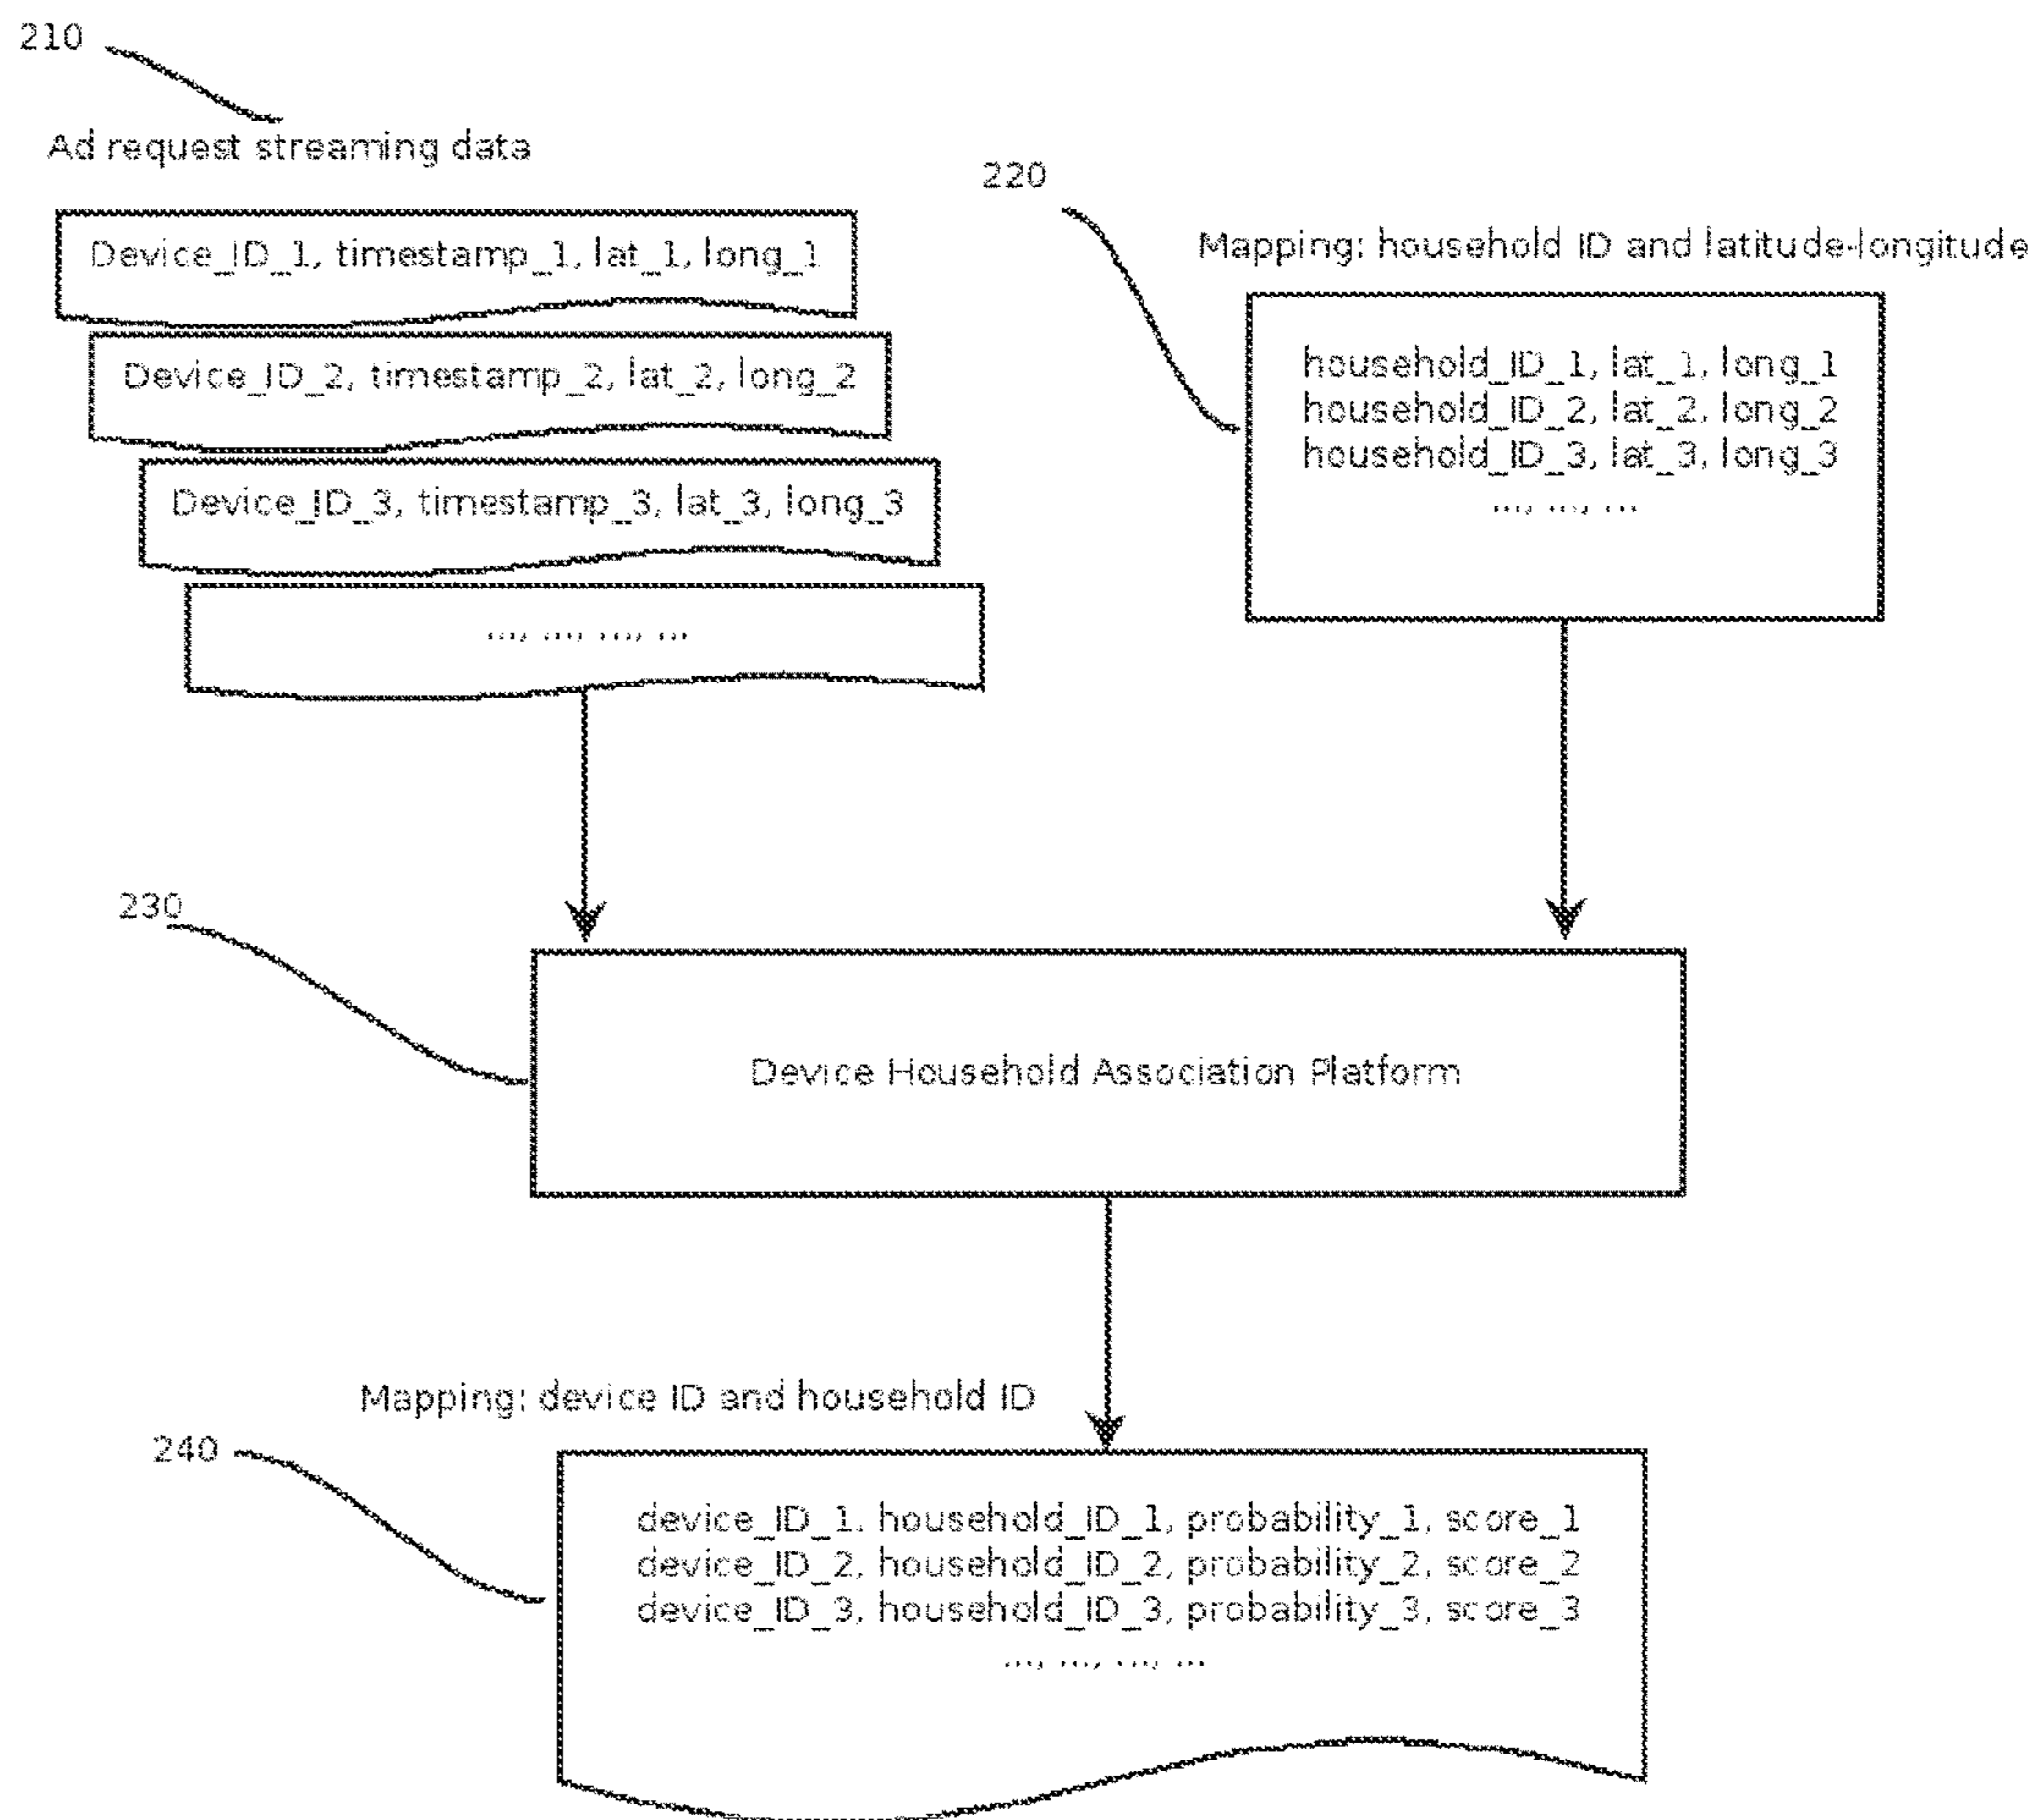 210
Ad request streaming data
Device_ID_1, timestamp_1, lat_1, long_1
Device_ID_2, timestamp_2, lat_2, long_2
Device_ID_3, timestamp_3, lat_3, long_3
..., ..., ..., ...
220
Mapping: household ID and latitude-longitude
household_ID_1, lat_1, long_1
household_ID_2, lat_2, long_2
household_ID_3, lat_3, long_3
..., ..., ...
230
Device Household Association Platform
Mapping: device ID and household ID
240
device_ID_1, household_ID_1, probability_1, score_1
device_ID_2, household_ID_2, probability_2, score_2
device_ID_3, household_ID_3, probability_3, score_3
..., ..., ..., ...